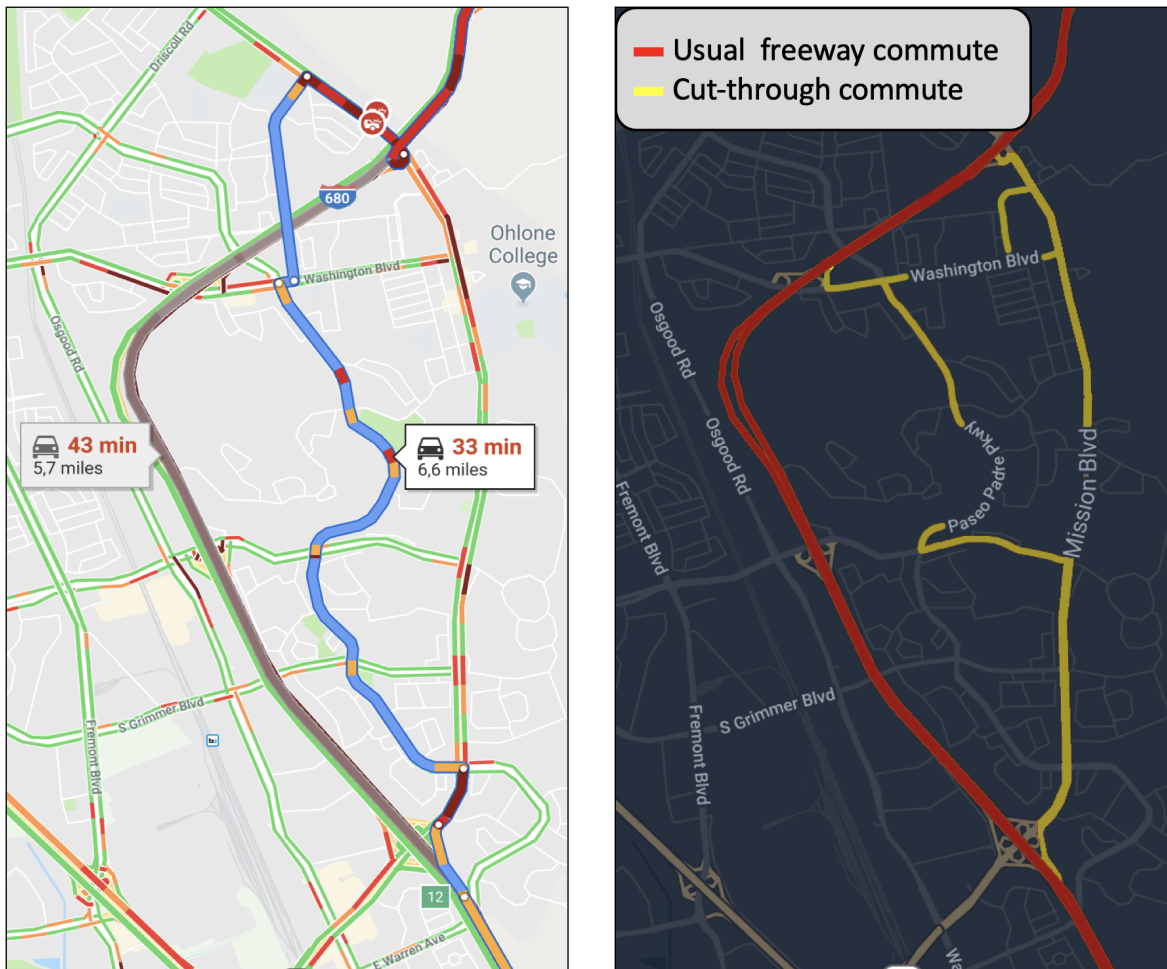 Driscoll Rd
680
Ohlone
College
Washington Blvd
Osgood Rd
43 min
5,7 miles
33 min
6,6 miles
S Grimmer Blvd
Fremont Blvd
12
E Warren Ave
Usual freeway commute
Cut-through commute
Washington Blvd
Osgood Rd
Osgood Rd
Fremont Blvd
Paseo Padre Pkwy
Mission Blvd
S Grimmer Blvd
Fremont Blvd
Wa